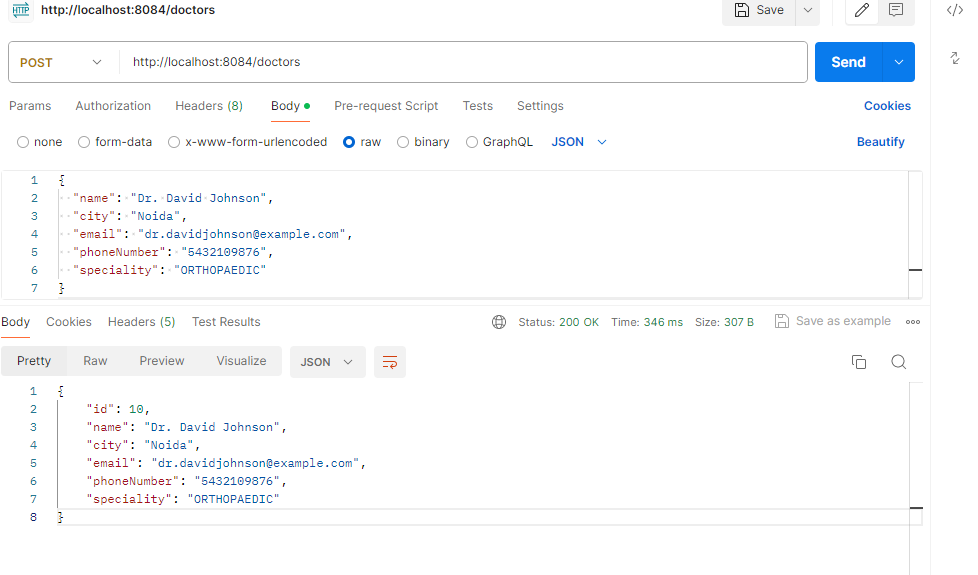 HTTP http://localhost:8084/doctors Save
POST http://localhost:8084/doctors Send
Params Authorization Headers (8) Body Pre-request Script Tests Settings Cookies
none form-data x-www-form-urlencoded raw binary GraphQL JSON Beautify
1 {
2 "name": "Dr. David Johnson",
3 "city": "Noida",
4 "email": "dr.davidjohnson@example.com",
5 "phoneNumber": "5432109876",
6 "speciality": "ORTHOPAEDIC"
7 }
Body Cookies Headers (5) Test Results Status: 200 OK Time: 346 ms Size: 307 B Save as example
Pretty Raw Preview Visualize JSON
1 {
2 "id": 10,
3 "name": "Dr. David Johnson",
4 "city": "Noida",
5 "email": "dr.davidjohnson@example.com",
6 "phoneNumber": "5432109876",
7 "speciality": "ORTHOPAEDIC"
8 }